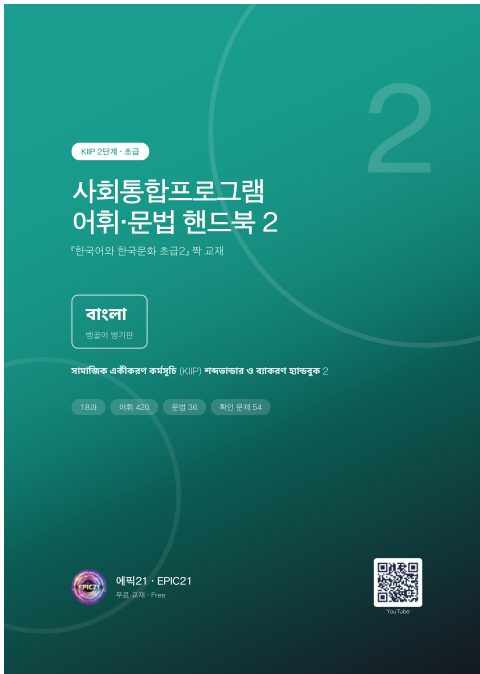 2
KIIP 2단계 · 초급
사회통합프로그램
어휘·문법 핸드북 2
『한국어와 한국문화 초급2』 짝 교재
বাংলা
벵골어 병기판
সামাজিক একীকরণ কর্মসূচি (KIIP) শব্দভান্ডার ও ব্যাকরণ হ্যান্ডবুক 2
18과 어휘 420 문법 36 확인 문제 54
EPIC21
에픽21 · EPIC21
무료 교재 · Free
YouTube